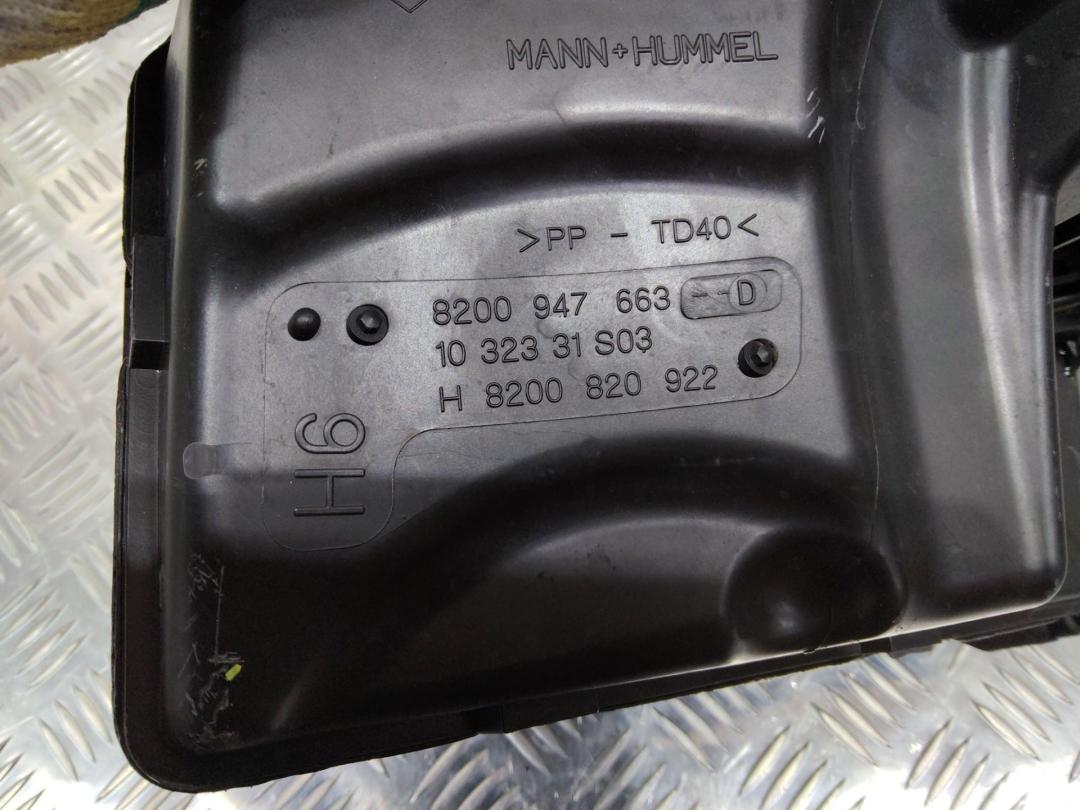 MANN+HUMMEL
>PP - TD40<
8200 947 663 --D
10 323 31 S03
H 8200 820 922
H6